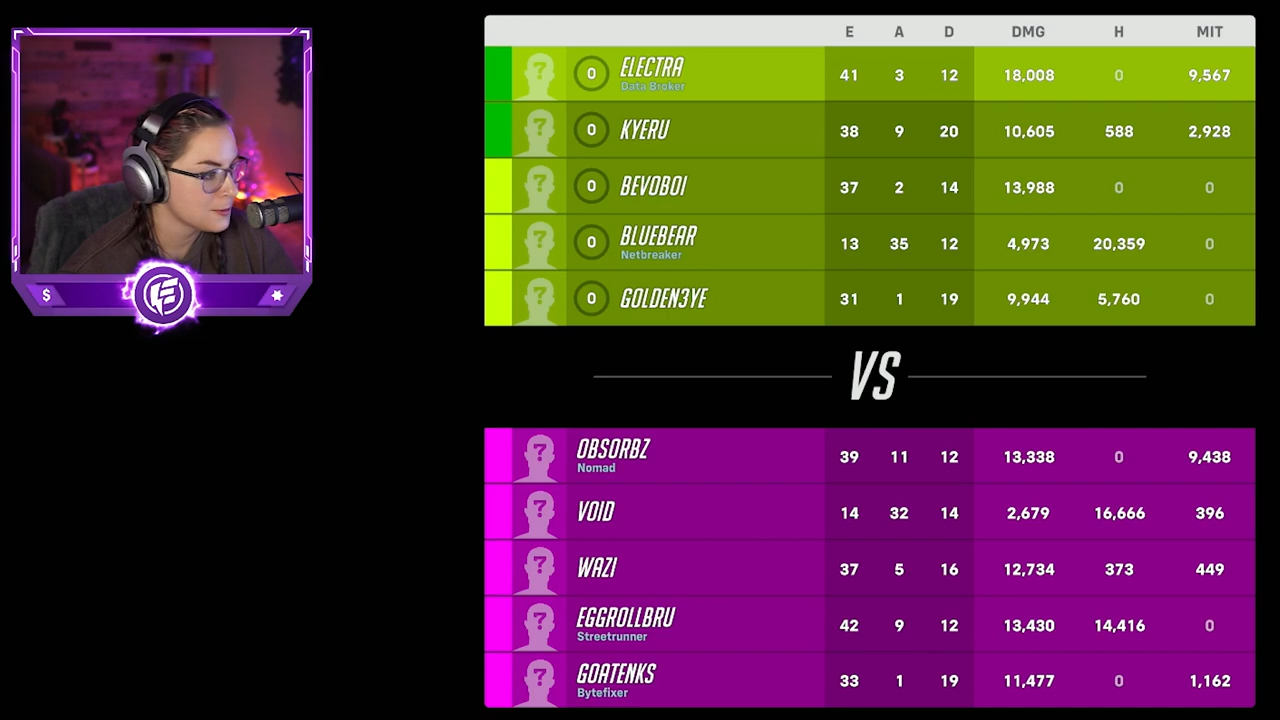 E A D DMG H MIT
? 0 ELECTRA 41 3 12 18,008 0 9,567
Data Broker
? 0 KYERU 38 9 20 10,605 588 2,928
? 0 BEVOBOI 37 2 14 13,988 0 0
? 0 BLUEBEAR 13 35 12 4,973 20,359 0
Netbreaker
? 0 GOLDEN3YE 31 1 19 9,944 5,760 0
$
VS
? OBSORBZ 39 11 12 13,338 0 9,438
Nomad
? VOID 14 32 14 2,679 16,666 396
? WAZI 37 5 16 12,734 373 449
? EGGROLLBRU 42 9 12 13,430 14,416 0
Streetrunner
? GOATENKS 33 1 19 11,477 0 1,162
Bytefixer